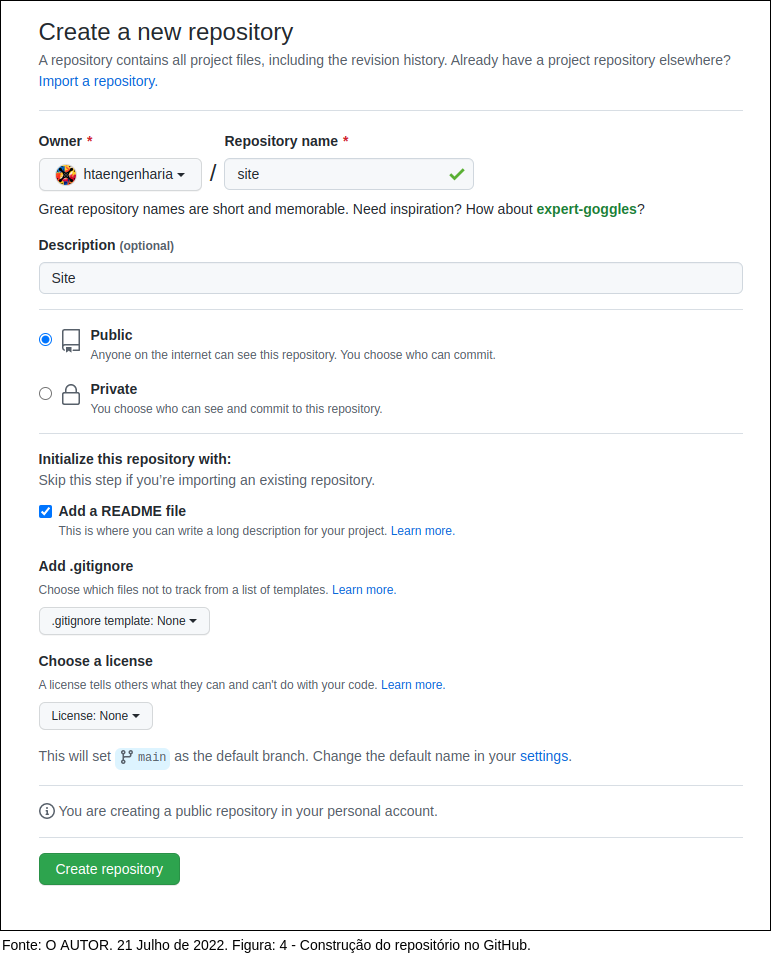 Create a new repository
A repository contains all project files, including the revision history. Already have a project repository elsewhere?
Import a repository.
Owner * Repository name *
htaengenharia / site
Great repository names are short and memorable. Need inspiration? How about expert-goggles?
Description (optional)
Site
Public
Anyone on the internet can see this repository. You choose who can commit.
Private
You choose who can see and commit to this repository.
Initialize this repository with:
Skip this step if you’re importing an existing repository.
Add a README file
This is where you can write a long description for your project. Learn more.
Add .gitignore
Choose which files not to track from a list of templates. Learn more.
.gitignore template: None
Choose a license
A license tells others what they can and can't do with your code. Learn more.
License: None
This will set main as the default branch. Change the default name in your settings.
You are creating a public repository in your personal account.
Create repository
Fonte: O AUTOR. 21 Julho de 2022. Figura: 4 - Construção do repositório no GitHub.